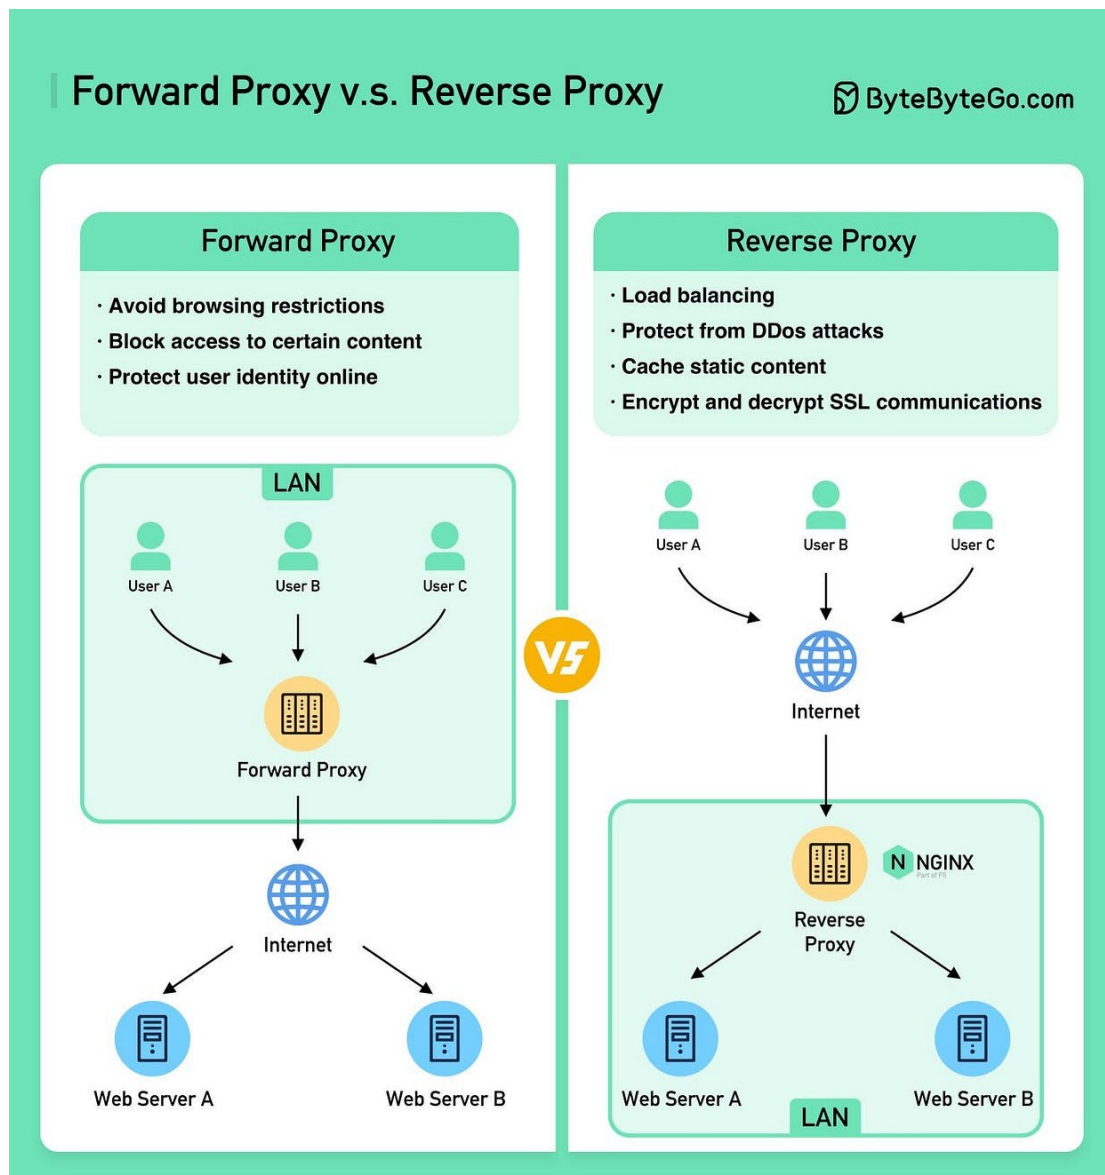 Forward Proxy v.s. Reverse Proxy
ByteByteGo.com
Forward Proxy
· Avoid browsing restrictions
· Block access to certain content
· Protect user identity online
LAN
User A
User B
User C
Forward Proxy
Internet
Web Server A
Web Server B
VS
Reverse Proxy
· Load balancing
· Protect from DDos attacks
· Cache static content
· Encrypt and decrypt SSL communications
User A
User B
User C
Internet
N NGINX
Part of F5
Reverse
Proxy
Web Server A
Web Server B
LAN